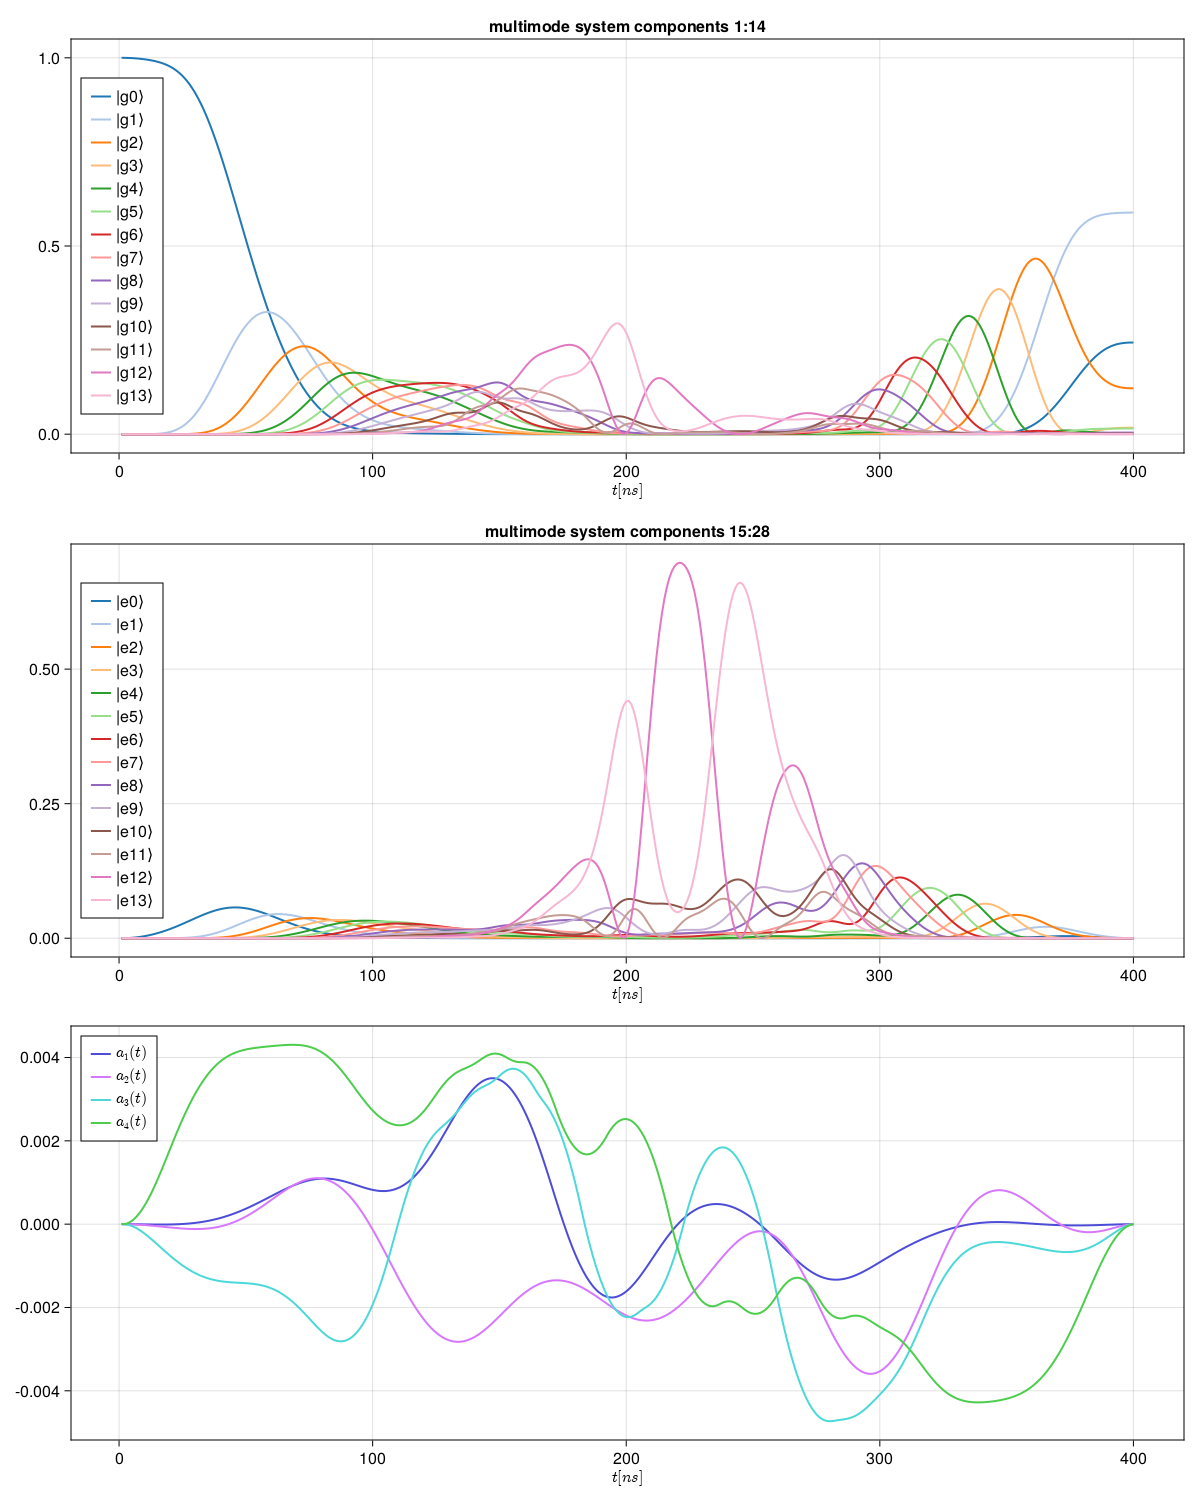 multimode system components 1:14
1.0
0.5
0.0
|g0⟩
|g1⟩
|g2⟩
|g3⟩
|g4⟩
|g5⟩
|g6⟩
|g7⟩
|g8⟩
|g9⟩
|g10⟩
|g11⟩
|g12⟩
|g13⟩
0 100 200 300 400
t[ns]
multimode system components 15:28
0.50
0.25
0.00
|e0⟩
|e1⟩
|e2⟩
|e3⟩
|e4⟩
|e5⟩
|e6⟩
|e7⟩
|e8⟩
|e9⟩
|e10⟩
|e11⟩
|e12⟩
|e13⟩
0 100 200 300 400
t[ns]
0.004
0.002
0.000
-0.002
-0.004
a₁(t)
a₂(t)
a₃(t)
a₄(t)
0 100 200 300 400
t[ns]